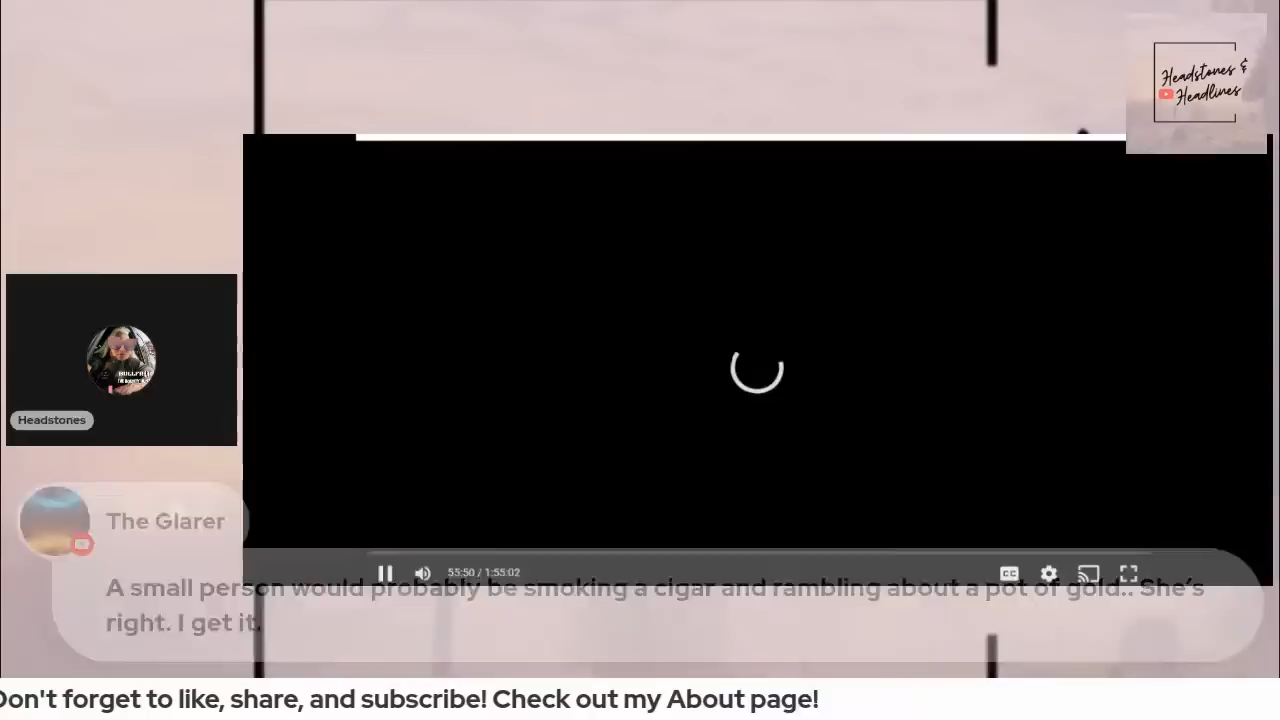 Headstones &
Headlines
Headstones
The Glarer
55:50 / 1:55:02
CC
A small person would probably be smoking a cigar and rambling about a pot of gold.. She's
right. I get it.
Don't forget to like, share, and subscribe! Check out my About page!